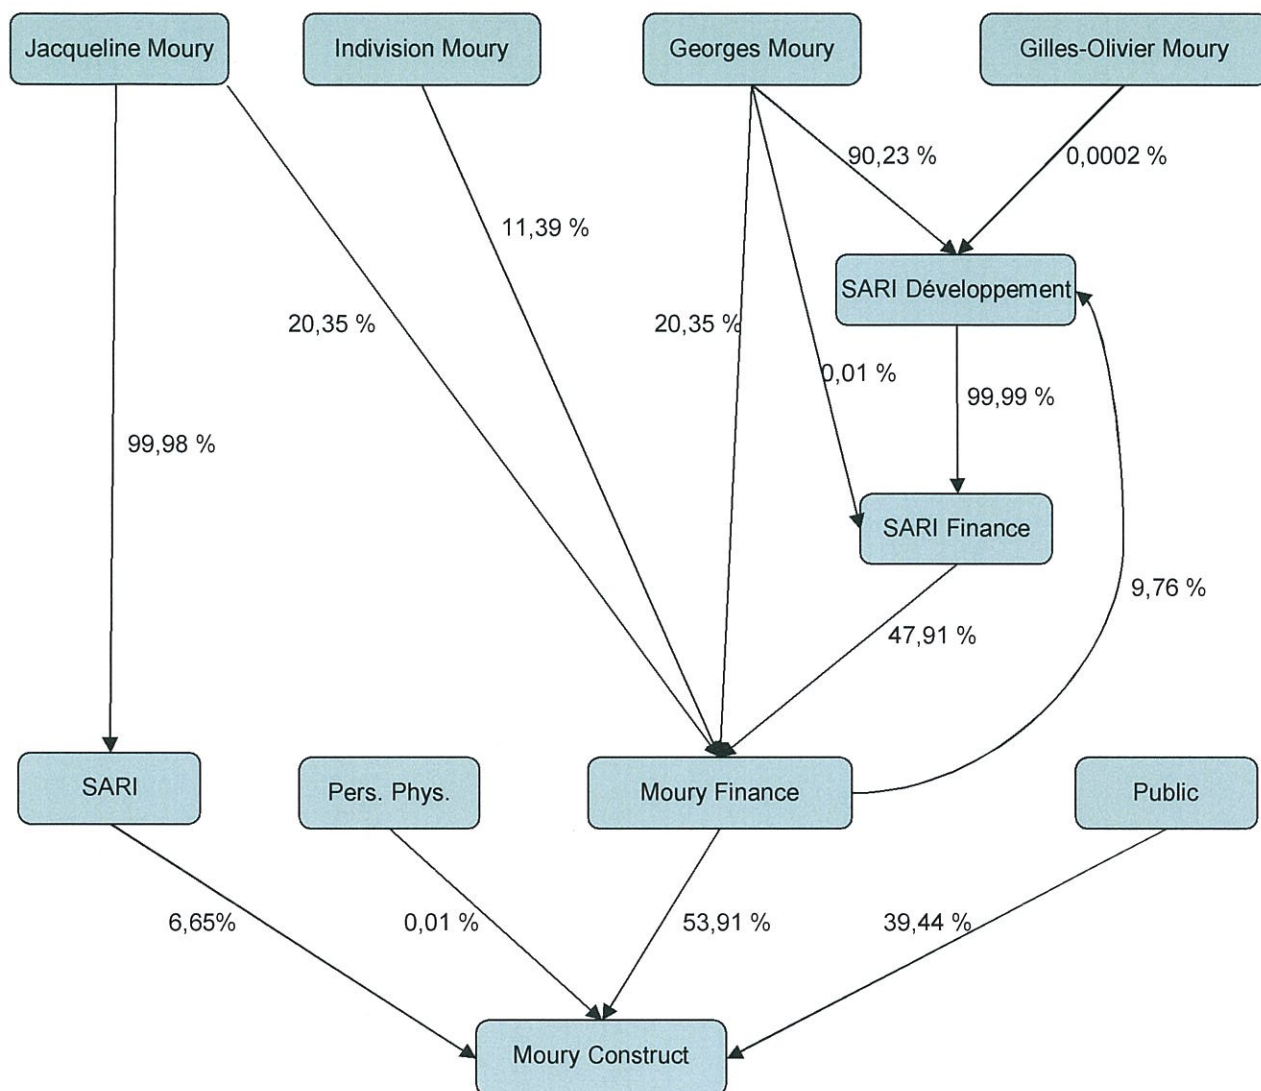 Jacqueline Moury
Indivision Moury
Georges Moury
Gilles-Olivier Moury
90,23 %
0,0002 %
11,39 %
SARI Développement
20,35 %
20,35 %
0,01 %
99,99 %
99,98 %
SARI Finance
9,76 %
47,91 %
SARI
Pers. Phys.
Moury Finance
Public
6,65%
0,01 %
53,91 %
39,44 %
Moury Construct